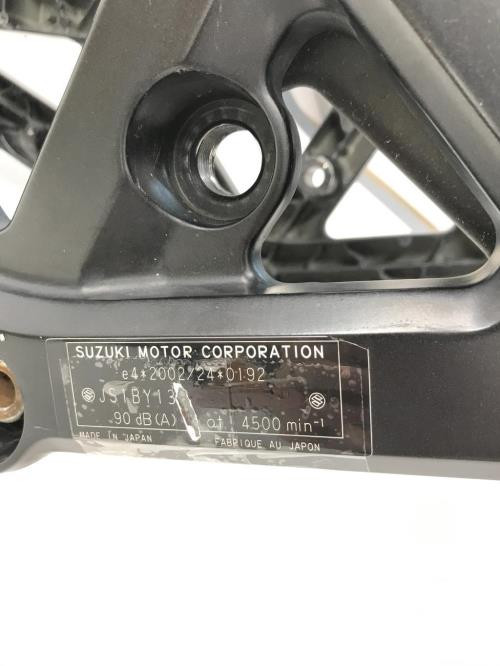 SUZUKI MOTOR CORPORATION
e4*2002/24*0192
JS1BY13
90 dB(A) at 4500 min⁻¹
MADE IN JAPAN FABRIQUE AU JAPON